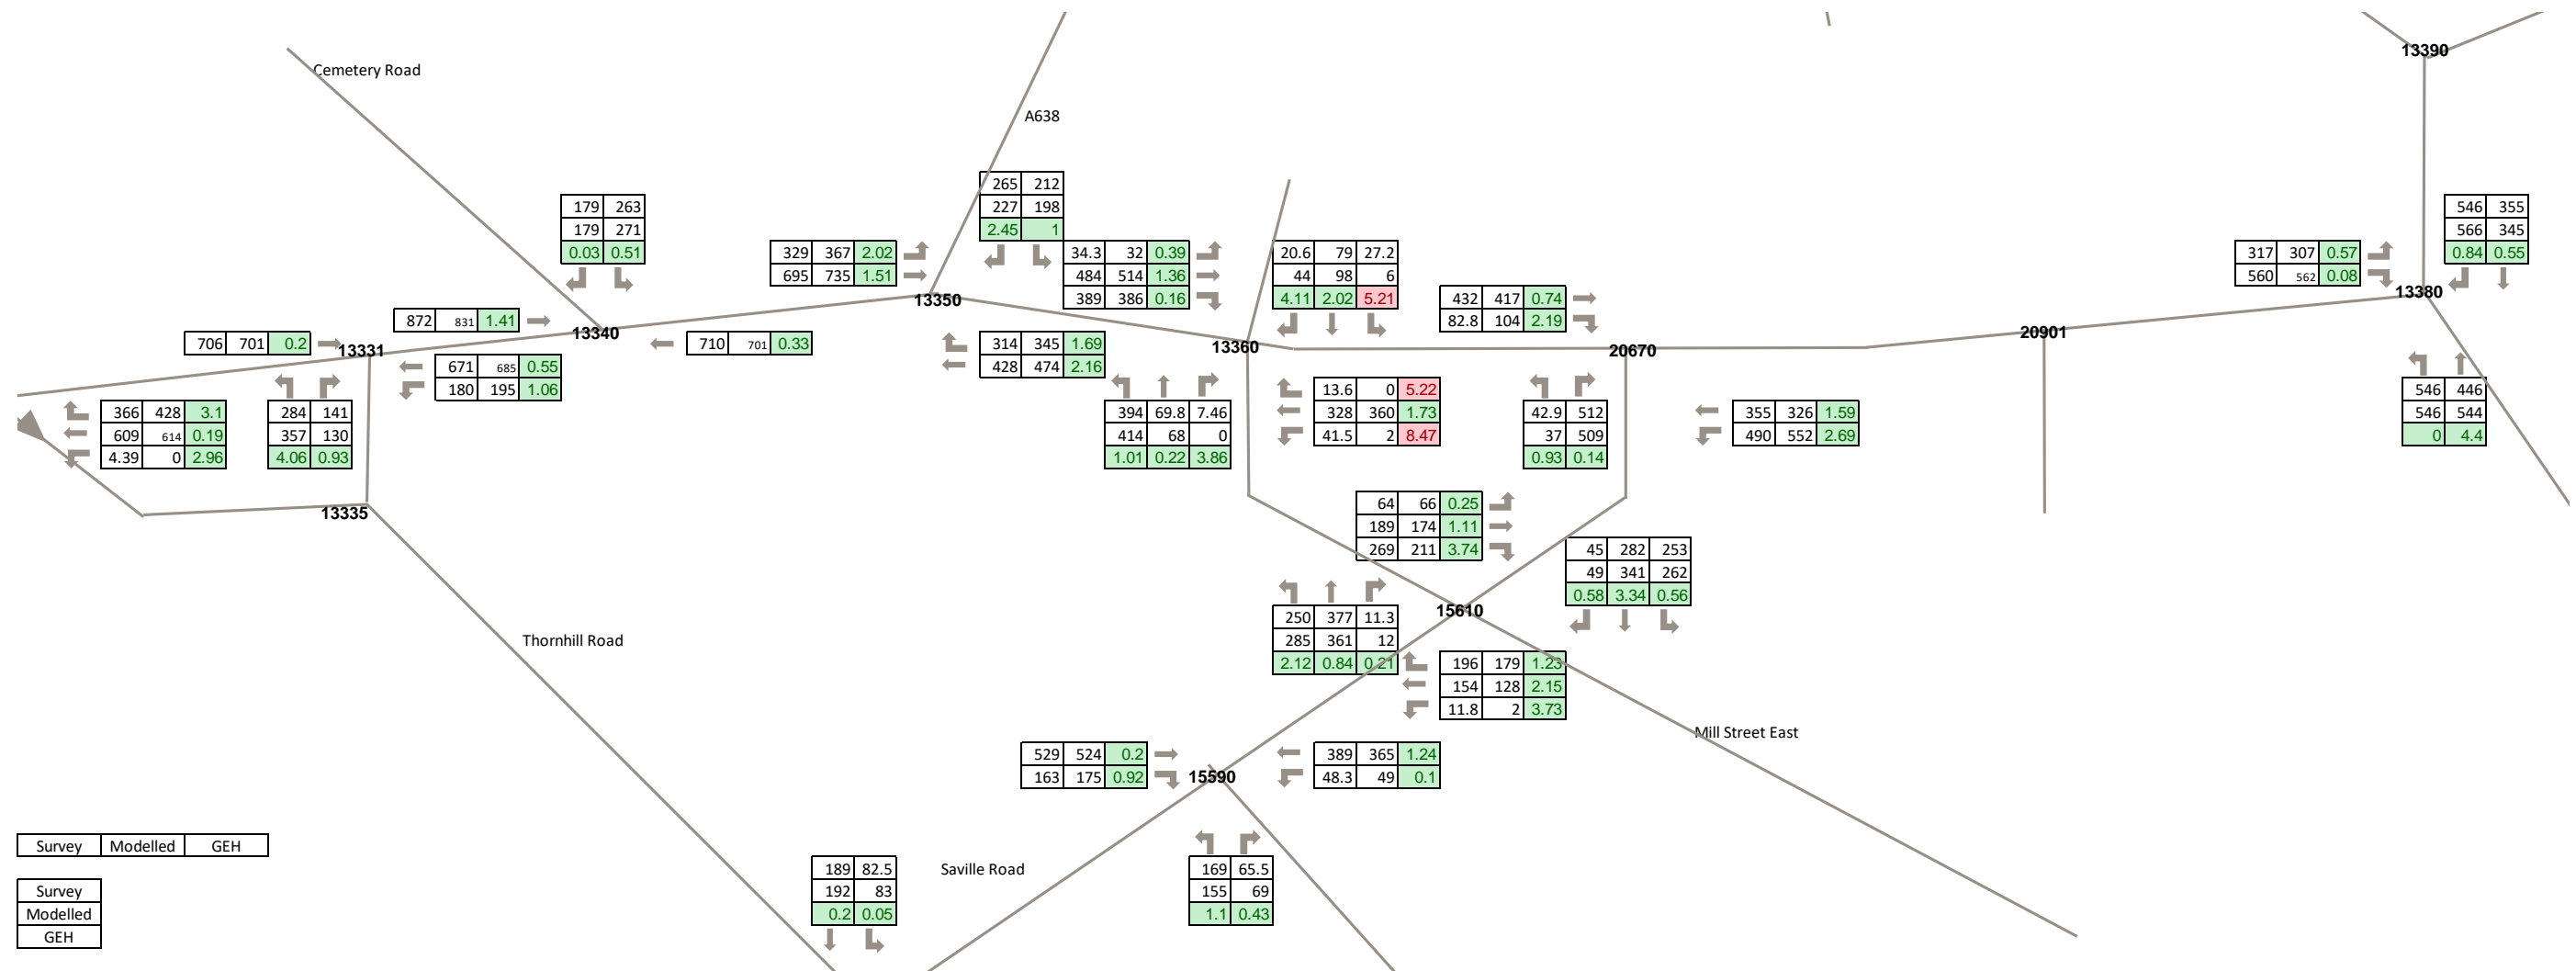 13390
Cemetery Road
A638
265 212
227 198
2.45 1
179 263
179 271
0.03 0.51
546 355
566 345
0.84 0.55
329 367 2.02
695 735 1.51
34.3 32 0.39
484 514 1.36
389 386 0.16
20.6 79 27.2
44 98 6
4.11 2.02 5.21
317 307 0.57
560 562 0.08
432 417 0.74
82.8 104 2.19
13350
13380
872 831 1.41
13340
20901
706 701 0.2
13331
710 701 0.33
314 345 1.69
428 474 2.16
13360
20670
671 685 0.55
180 195 1.06
13.6 0 5.22
328 360 1.73
41.5 2 8.47
546 446
546 544
0 4.4
366 428 3.1
609 614 0.19
4.39 0 2.96
284 141
357 130
4.06 0.93
394 69.8 7.46
414 68 0
1.01 0.22 3.86
42.9 512
37 509
0.93 0.14
355 326 1.59
490 552 2.69
13335
64 66 0.25
189 174 1.11
269 211 3.74
45 282 253
49 341 262
0.58 3.34 0.56
250 377 11.3
285 361 12
2.12 0.84 0.21
15610
Thornhill Road
196 179 1.23
154 128 2.15
11.8 2 3.73
Mill Street East
529 524 0.2
163 175 0.92
15590
389 365 1.24
48.3 49 0.1
Survey Modelled GEH
189 82.5
192 83
0.2 0.05
Saville Road
169 65.5
155 69
1.1 0.43
Survey
Modelled
GEH